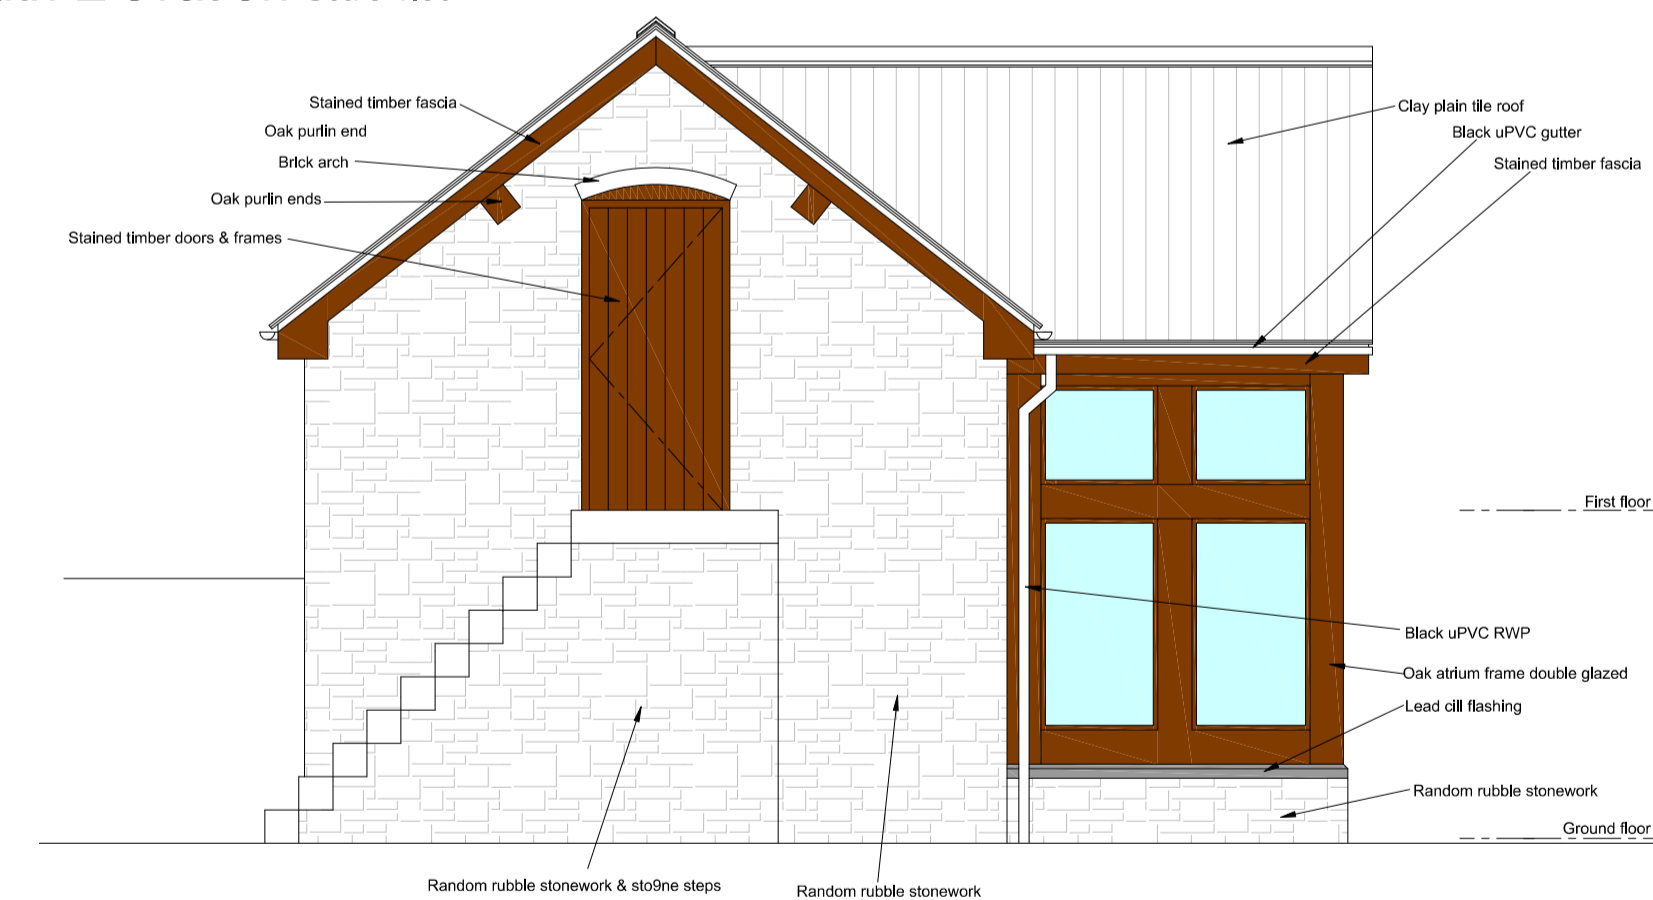 Stained timber fascia
Oak purlin end
Brick arch
Oak purlin ends
Stained timber doors & frames
Clay plain tile roof
Black uPVC gutter
Stained timber fascia
First floor
Black uPVC RWP
Oak atrium frame double glazed
Lead cill flashing
Random rubble stonework
Ground floor
Random rubble stonework & sto9ne steps
Random rubble stonework